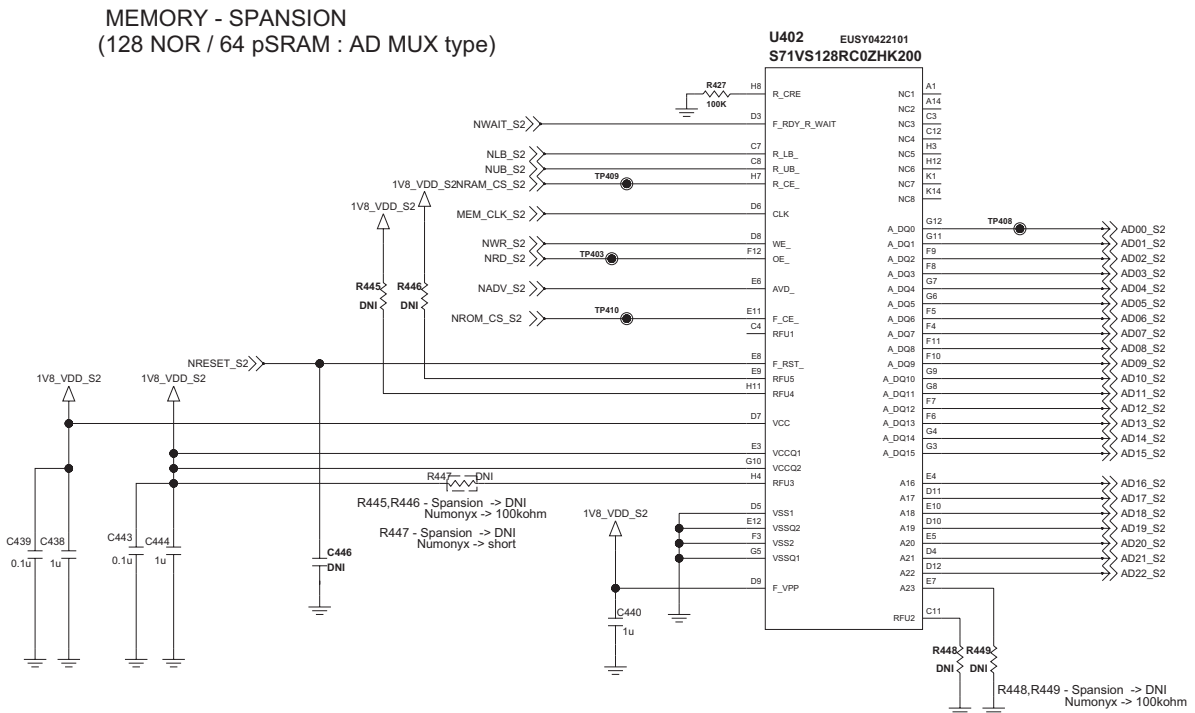 MEMORY - SPANSION
(128 NOR / 64 pSRAM : AD MUX type)
U402 EUSY0422101
S71VS128RC0ZHK200
R427
100K
H8 R_CRE
NWAIT_S2 D3 F_RDY_R_WAIT
NLB_S2 C7 R_LB_
NUB_S2 C8 R_UB_
1V8_VDD_S2 NRAM_CS_S2 TP409 H7 R_CE_
1V8_VDD_S2
MEM_CLK_S2 D6 CLK
NWR_S2 D8 WE_
NRD_S2 TP403 F12 OE_
R445 DNI
R446 DNI
NADV_S2 E6 AVD_
NROM_CS_S2 TP410 E11 F_CE_
C4 RFU1
NRESET_S2 E8 F_RST_
E9 RFU5
H11 RFU4
1V8_VDD_S2
1V8_VDD_S2
D7 VCC
E3 VCCQ1
G10 VCCQ2
R447 DNI H4 RFU3
R445,R446 - Spansion -> DNI
Numonyx -> 100kohm
R447 - Spansion -> DNI
Numonyx -> short
1V8_VDD_S2
D5 VSS1
E12 VSSQ2
F3 VSS2
G5 VSSQ1
C439 0.1u
C438 1u
C443 0.1u
C444 1u
C446 DNI
D9 F_VPP
C440
1u
NC1 A1
NC2 A14
NC3 C3
NC4 C12
NC5 H3
NC6 H12
NC7 K1
NC8 K14
A_DQ0 G12 TP408 AD00_S2
A_DQ1 G11 AD01_S2
A_DQ2 F9 AD02_S2
A_DQ3 F8 AD03_S2
A_DQ4 G7 AD04_S2
A_DQ5 G6 AD05_S2
A_DQ6 F5 AD06_S2
A_DQ7 F4 AD07_S2
A_DQ8 F11 AD08_S2
A_DQ9 F10 AD09_S2
A_DQ10 G9 AD10_S2
A_DQ11 G8 AD11_S2
A_DQ12 F7 AD12_S2
A_DQ13 F6 AD13_S2
A_DQ14 G4 AD14_S2
A_DQ15 G3 AD15_S2
A16 E4 AD16_S2
A17 D11 AD17_S2
A18 E10 AD18_S2
A19 D10 AD19_S2
A20 E5 AD20_S2
A21 D4 AD21_S2
A22 D12 AD22_S2
A23 E7
RFU2 C11
R448 DNI
R449 DNI
R448,R449 - Spansion -> DNI
Numonyx -> 100kohm